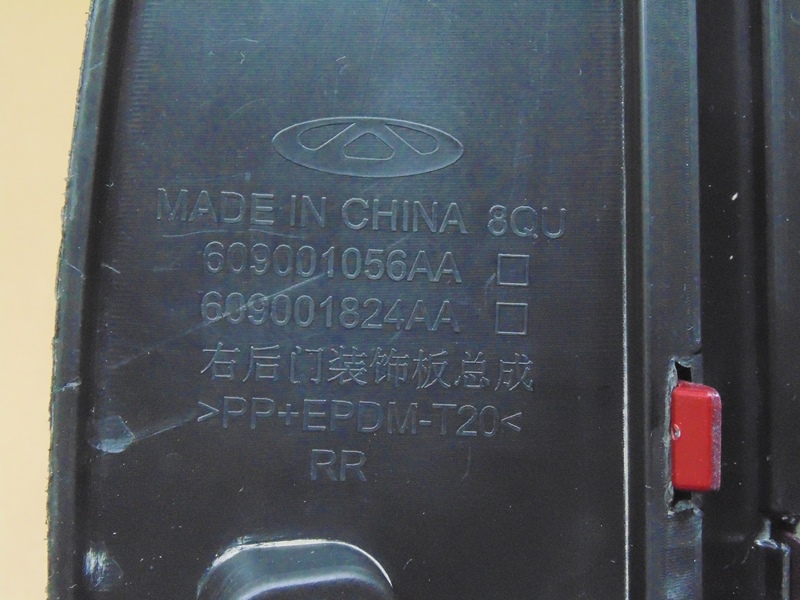 MADE IN CHINA 8QU
609001056AA □
609001824AA □
右后门装饰板总成
>PP+EPDM-T20<
RR